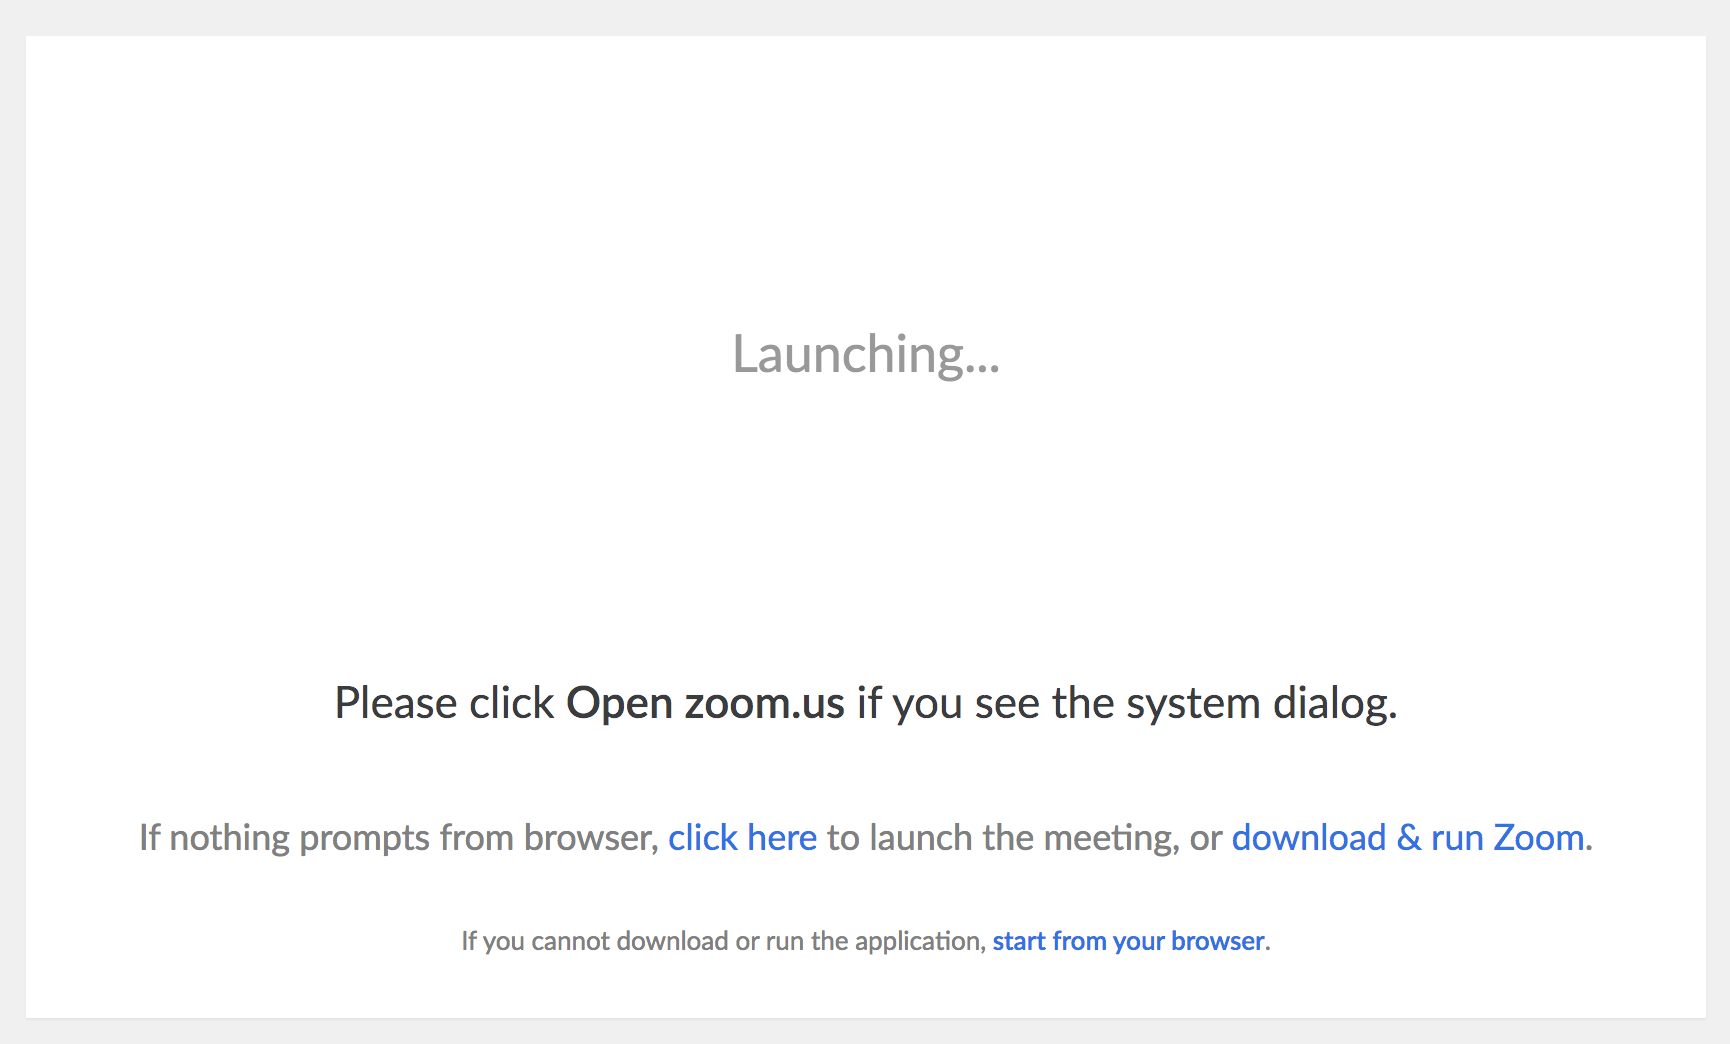 Launching...
Please click Open zoom.us if you see the system dialog.
If nothing prompts from browser, click here to launch the meeting, or download & run Zoom.
If you cannot download or run the application, start from your browser.